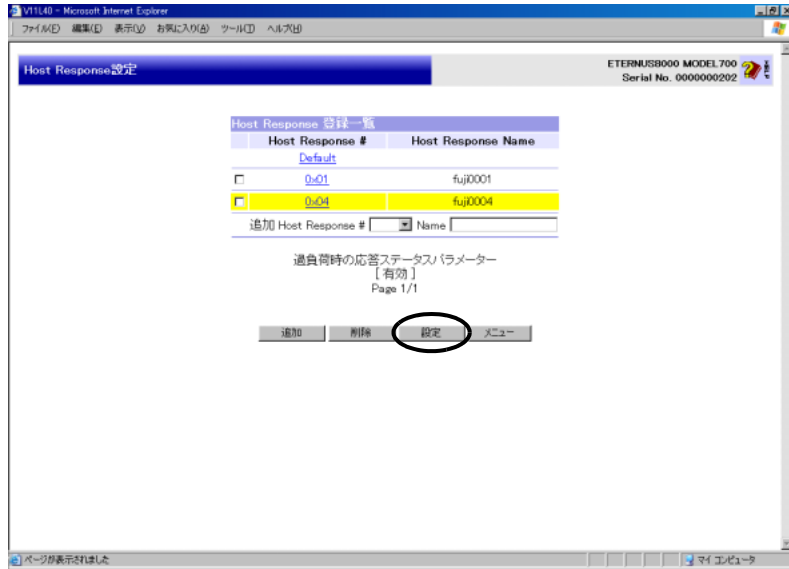 V11L40 - Microsoft Internet Explorer
ファイル(F) 編集(E) 表示(V) お気に入り(A) ツール(T) ヘルプ(H)
Host Response設定
ETERNUS8000 MODEL700
Serial No. 0000000202
HELP
Host Response 登録一覧
Host Response # Host Response Name
Default
0x01 fuji0001
0x04 fuji0004
追加 Host Response # Name
過負荷時の応答ステータスパラメーター
[ 有効 ]
Page 1/1
追加 削除 設定 メニュー
ページが表示されました マイ コンピュータ